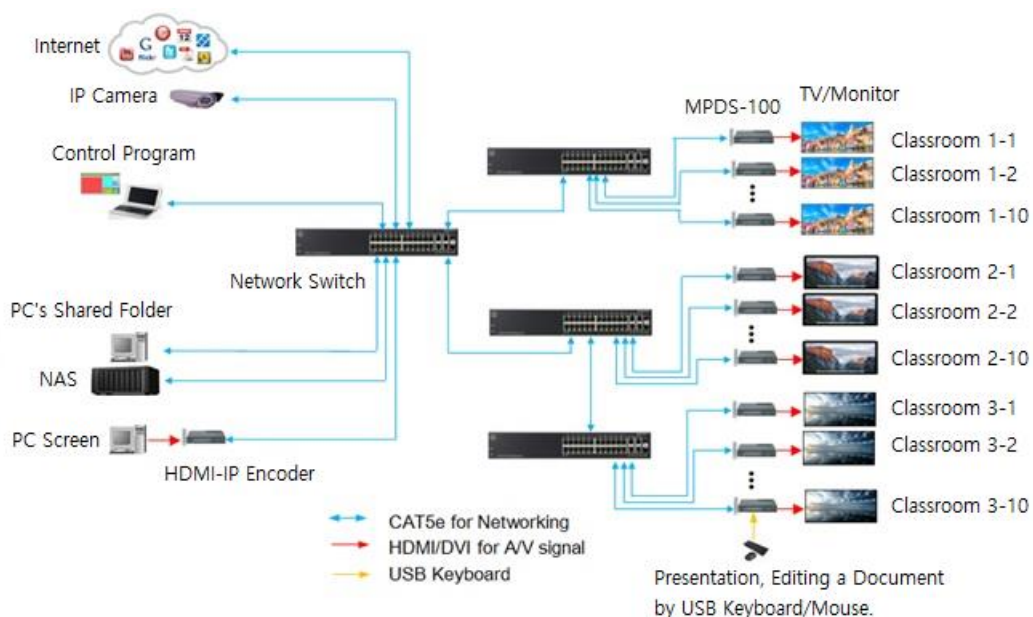 Internet
IP Camera
Control Program
Network Switch
PC's Shared Folder
NAS
PC Screen
HDMI-IP Encoder
MPDS-100
TV/Monitor
Classroom 1-1
Classroom 1-2
Classroom 1-10
Classroom 2-1
Classroom 2-2
Classroom 2-10
Classroom 3-1
Classroom 3-2
Classroom 3-10
CAT5e for Networking
HDMI/DVI for A/V signal
USB Keyboard
Presentation, Editing a Document
by USB Keyboard/Mouse.